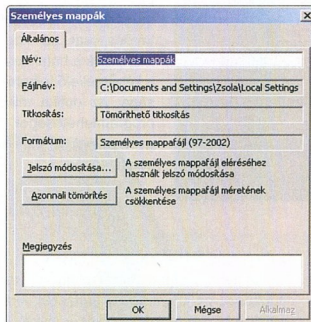 Személyes mappák
Általános
Név: Személyes mappák
Fájlnév: C:\Documents and Settings\Zsola\Local Settings
Titkosítás: Tömöríthető titkosítás
Formátum: Személyes mappafájl (97-2002)
Jelszó módosítása... A személyes mappafájl eléréséhez
használt jelszó módosítása
Azonnali tömörítés A személyes mappafájl méretének
csökkentése
Megjegyzés
OK Mégse Alkalmaz